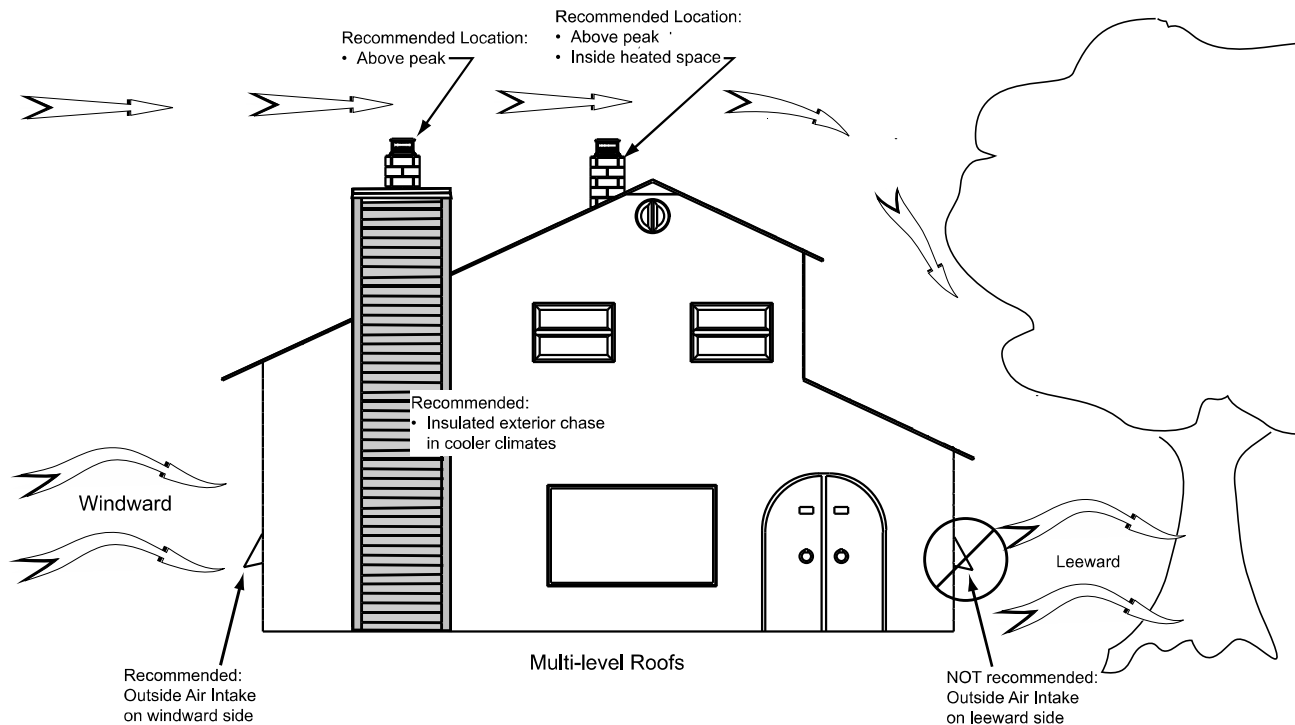 Recommended Location:
• Above peak
Recommended Location:
• Above peak
• Inside heated space
Recommended:
• Insulated exterior chase
in cooler climates
Windward
Leeward
Recommended:
Outside Air Intake
on windward side
Multi-level Roofs
NOT recommended:
Outside Air Intake
on leeward side